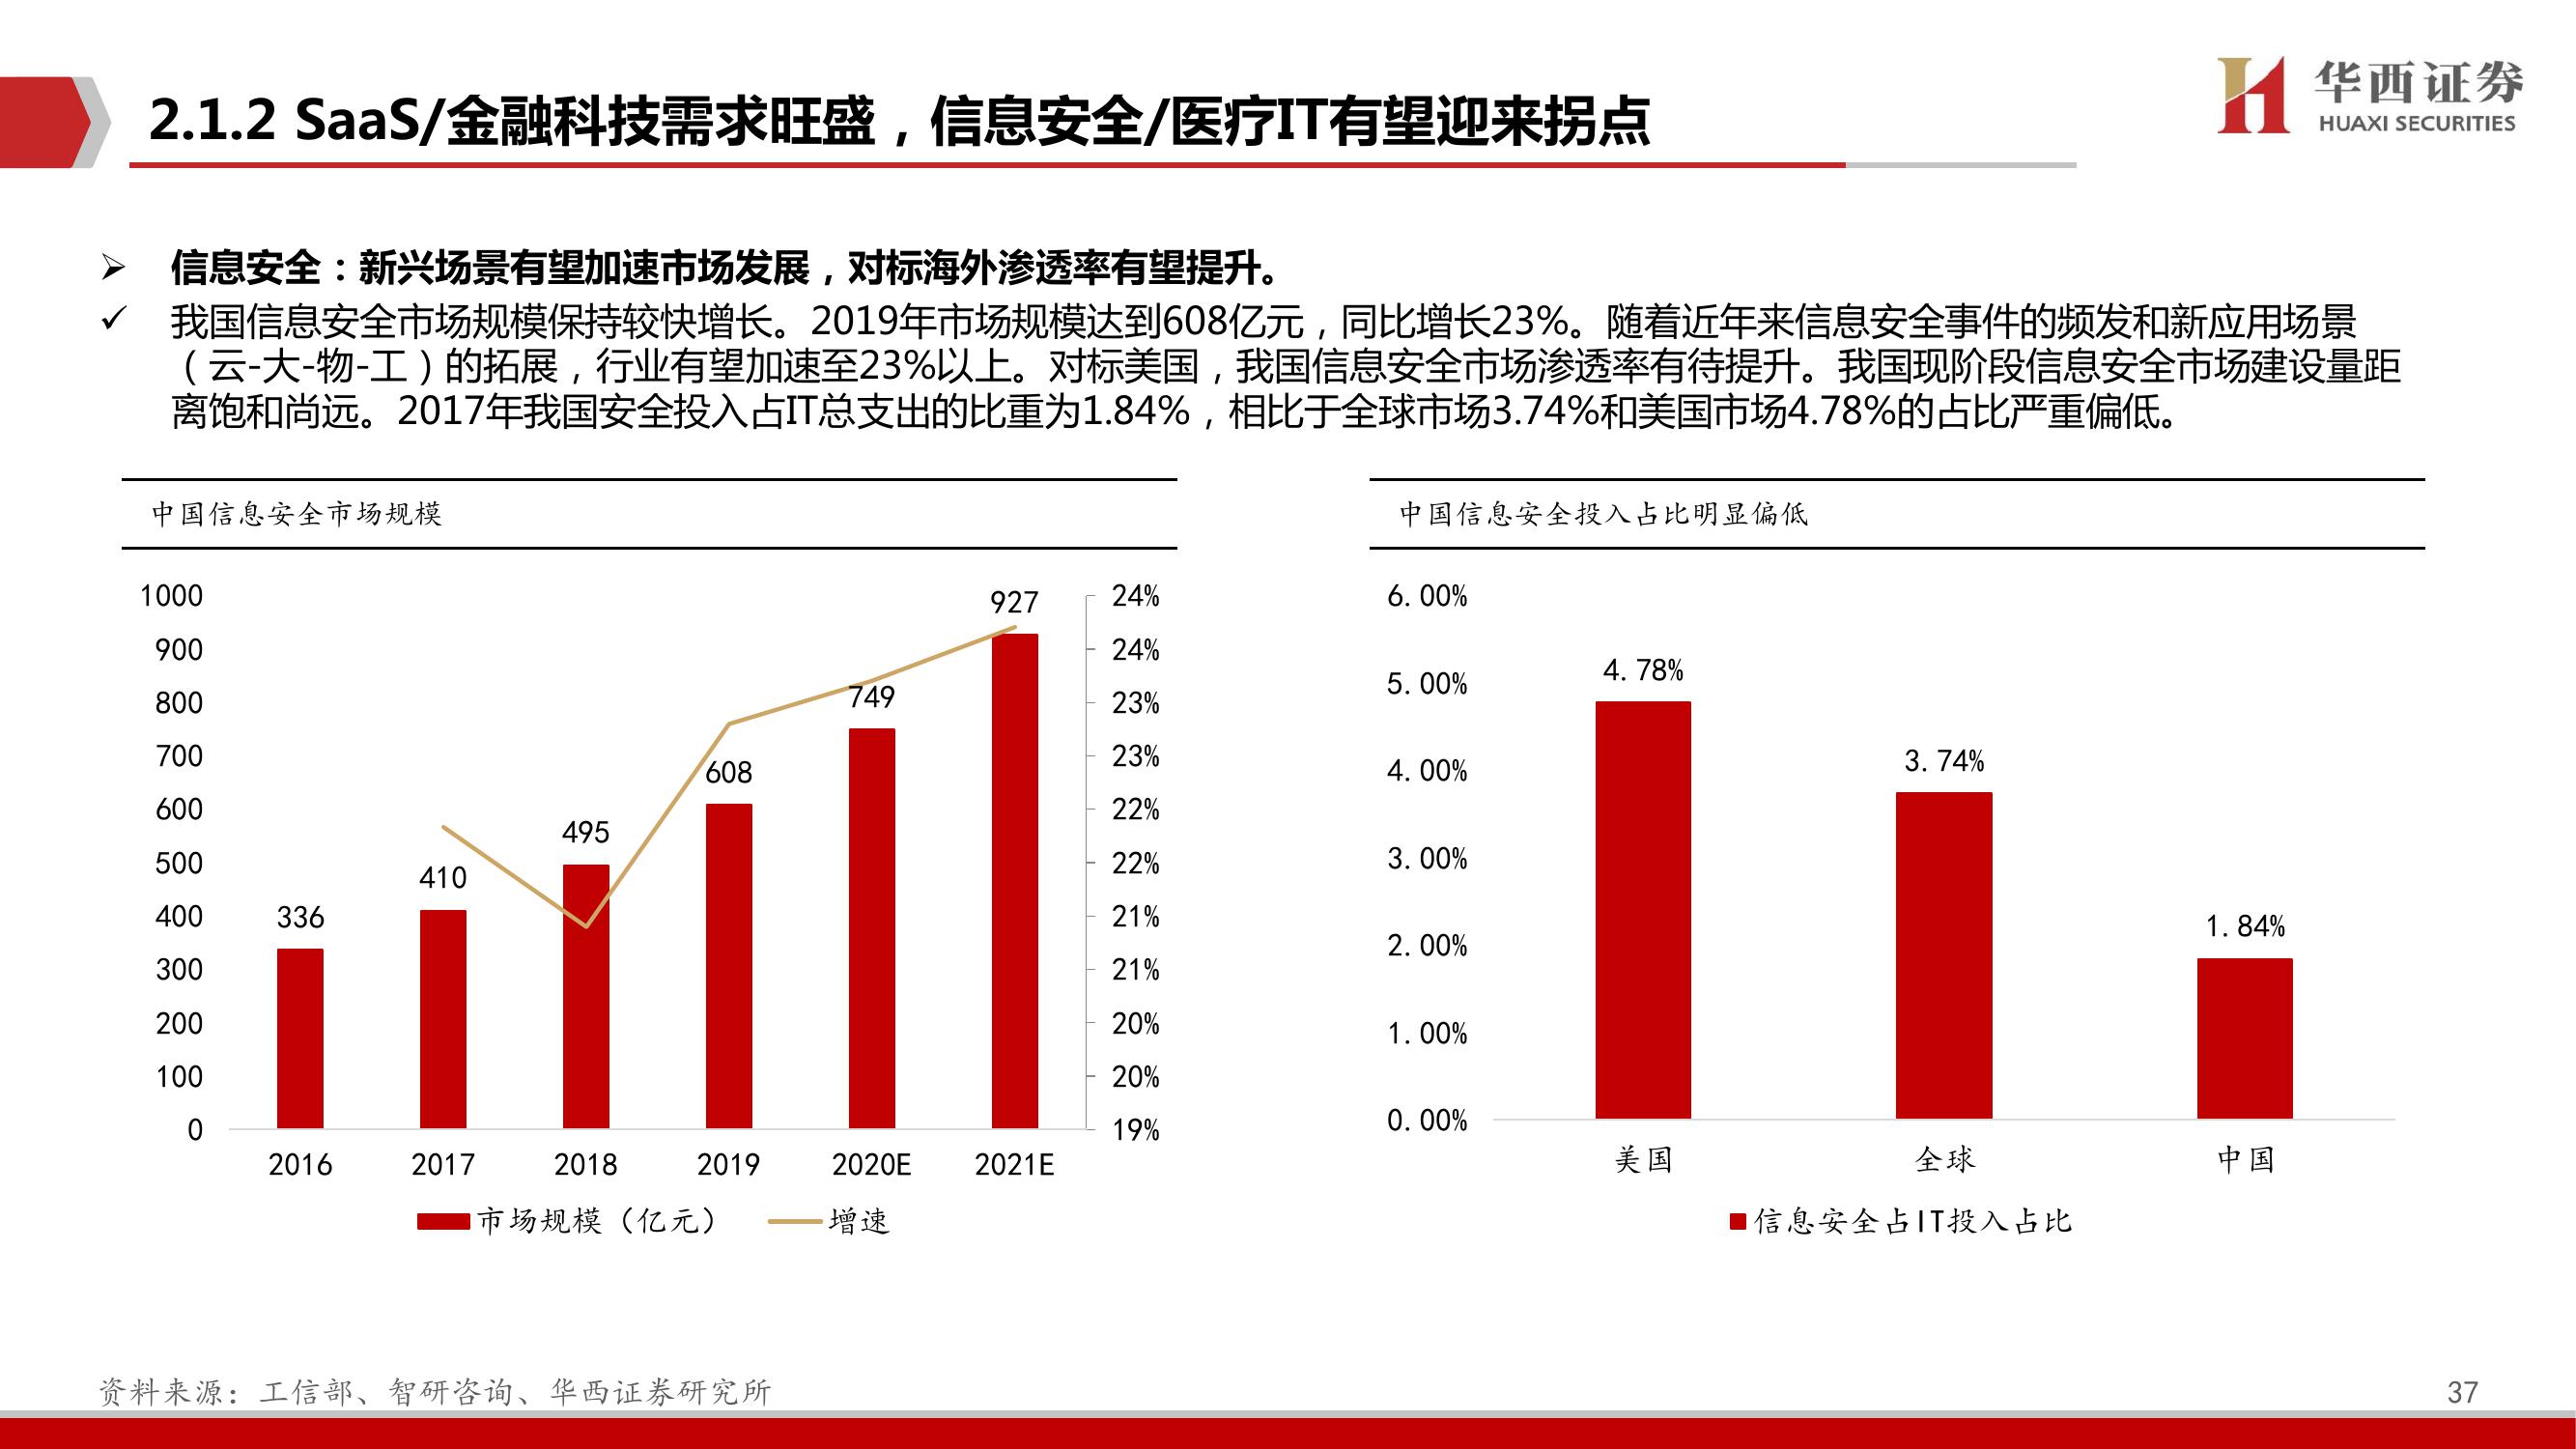 2.1.2 SaaS/金融科技需求旺盛，信息安全/医疗IT有望迎来拐点
华西证券
HUAXI SECURITIES
➢ 信息安全：新兴场景有望加速市场发展，对标海外渗透率有望提升。
✓ 我国信息安全市场规模保持较快增长。2019年市场规模达到608亿元，同比增长23%。随着近年来信息安全事件的频发和新应用场景
（云-大-物-工）的拓展，行业有望加速至23%以上。对标美国，我国信息安全市场渗透率有待提升。我国现阶段信息安全市场建设量距
离饱和尚远。2017年我国安全投入占IT总支出的比重为1.84%，相比于全球市场3.74%和美国市场4.78%的占比严重偏低。
中国信息安全市场规模
1000
900
800
700
600
500
400
300
200
100
0
336
410
495
608
749
927
24%
24%
23%
23%
22%
22%
21%
21%
20%
20%
19%
2016 2017 2018 2019 2020E 2021E
市场规模（亿元） 增速
中国信息安全投入占比明显偏低
6.00%
5.00%
4.00%
3.00%
2.00%
1.00%
0.00%
4.78%
3.74%
1.84%
美国 全球 中国
信息安全占IT投入占比
资料来源：工信部、智研咨询、华西证券研究所
37